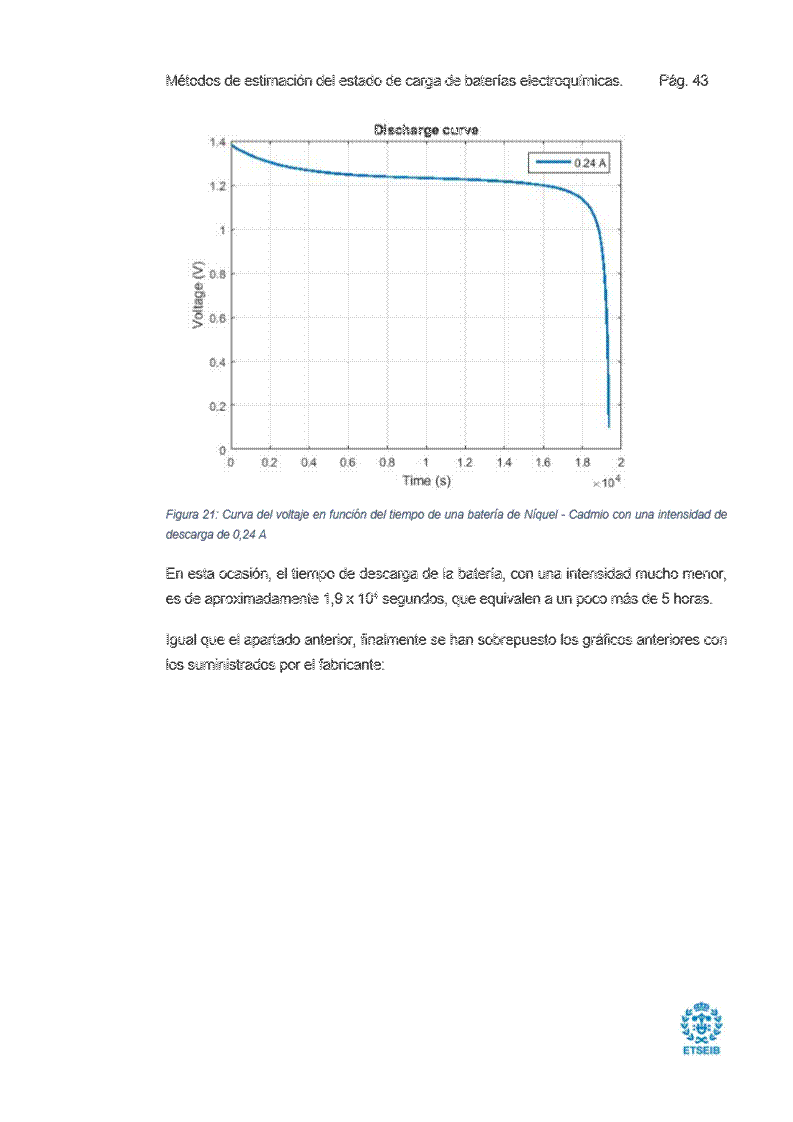 Métodos de estimación del estado de carga de baterías electroquímicas. Pág. 43
Discharge curve
1.4
0.24 A
1.2
1
0.8
Voltage (V)
0.6
0.4
0.2
0
0 0.2 0.4 0.6 0.8 1 1.2 1.4 1.6 1.8 2
Time (s) ×10⁴
Figura 21: Curva del voltaje en función del tiempo de una batería de Níquel - Cadmio con una intensidad de
descarga de 0,24 A
En esta ocasión, el tiempo de descarga de la batería, con una intensidad mucho menor,
es de aproximadamente 1,9 x 10⁴ segundos, que equivalen a un poco más de 5 horas.
Igual que el apartado anterior, finalmente se han sobrepuesto los gráficos anteriores con
los suministrados por el fabricante:
ETSEIB